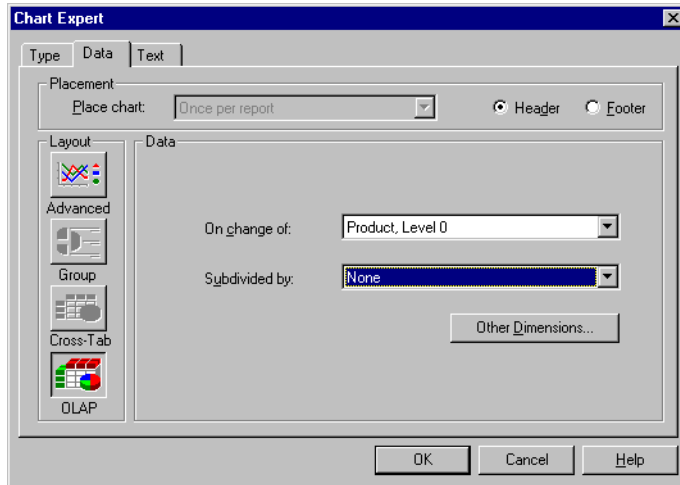 Chart Expert
Type Data Text
Placement
Place chart: Once per report Header Footer
Layout Data
Advanced
On change of: Product, Level 0
Group Subdivided by: None
Other Dimensions...
Cross-Tab
OLAP
OK Cancel Help